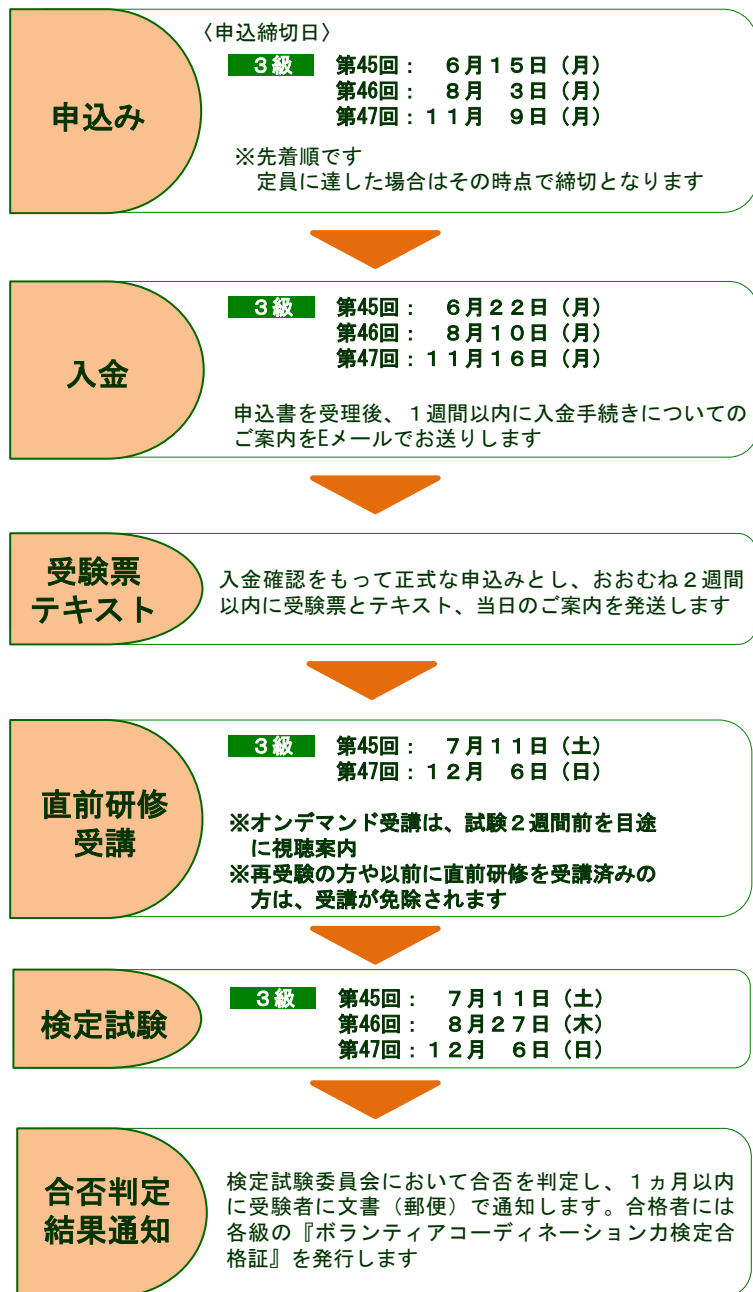 申込み
〈申込締切日〉
３級 第45回： ６月１５日（月）
第46回： ８月 ３日（月）
第47回：１１月 ９日（月）
※先着順です
定員に達した場合はその時点で締切となります
入金
３級 第45回： ６月２２日（月）
第46回： ８月１０日（月）
第47回：１１月１６日（月）
申込書を受理後、１週間以内に入金手続きについての
ご案内をEメールでお送りします
受験票
テキスト
入金確認をもって正式な申込みとし、おおむね２週間
以内に受験票とテキスト、当日のご案内を発送します
直前研修
受講
３級 第45回： ７月１１日（土）
第47回：１２月 ６日（日）
※オンデマンド受講は、試験２週間前を目途
に視聴案内
※再受験の方や以前に直前研修を受講済みの
方は、受講が免除されます
検定試験
３級 第45回： ７月１１日（土）
第46回： ８月２７日（木）
第47回：１２月 ６日（日）
合否判定
結果通知
検定試験委員会において合否を判定し、１ヵ月以内
に受験者に文書（郵便）で通知します。合格者には
各級の『ボランティアコーディネーション力検定合
格証』を発行します